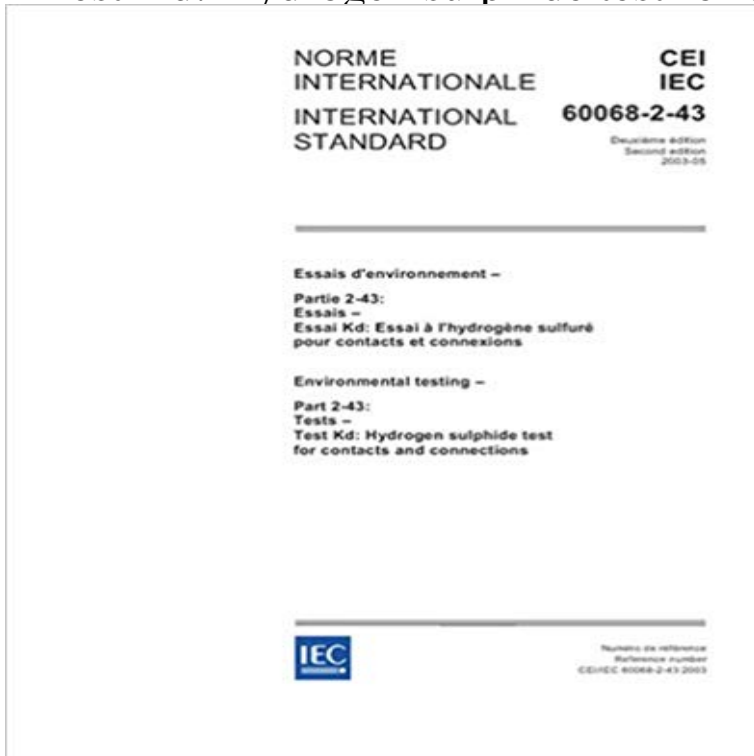 NORME
INTERNATIONALE
CEI
IEC
INTERNATIONAL
STANDARD
60068-2-43
Deuxième édition
Second edition
2003-05
Essais d'environnement –
Partie 2-43:
Essais –
Essai Kd: Essai à l'hydrogène sulfuré
pour contacts et connexions
Environmental testing –
Part 2-43:
Tests –
Test Kd: Hydrogen sulphide test
for contacts and connections
IEC
Numéro de référence
Reference number
CEI/IEC 60068-2-43:2003